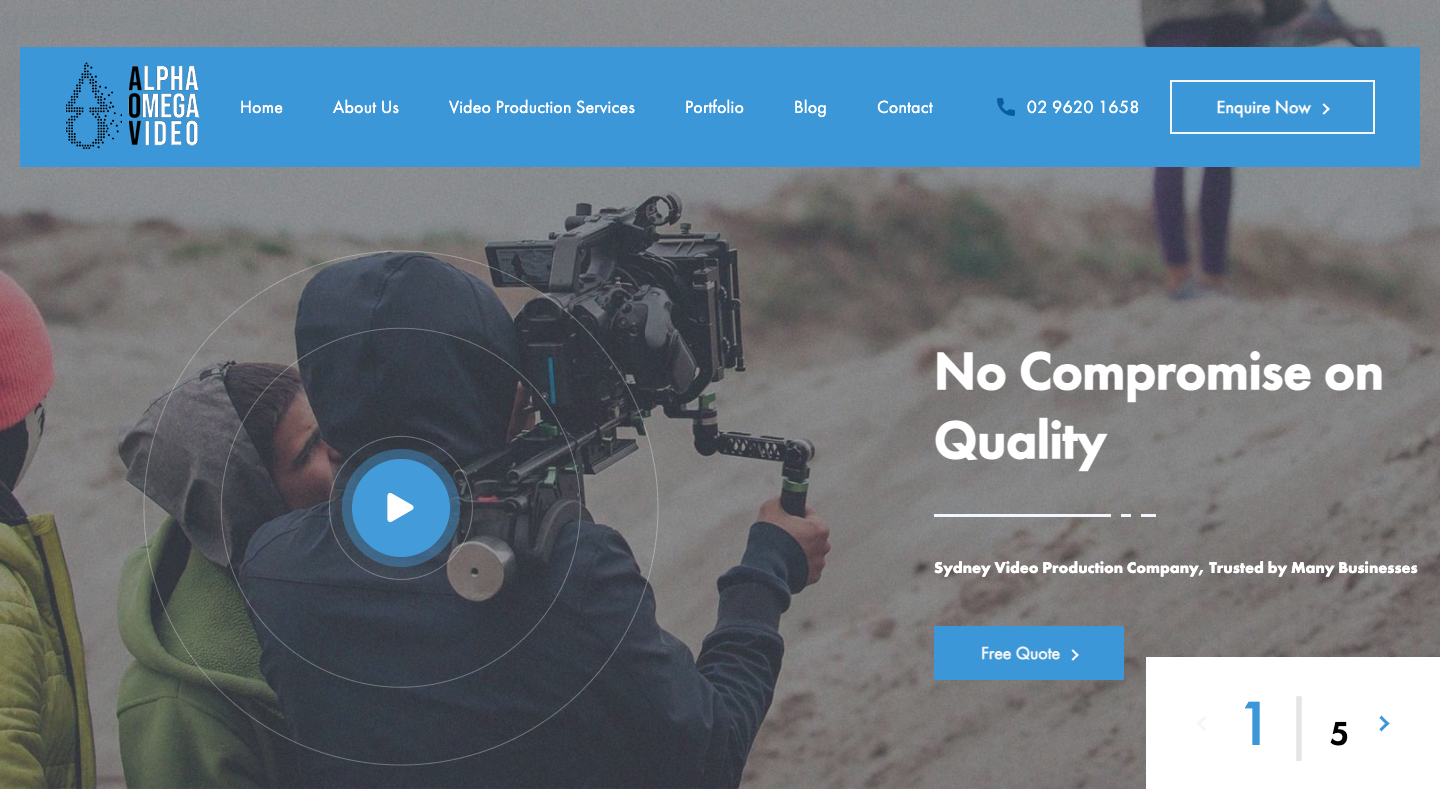 ALPHA
OMEGA
VIDEO
Home
About Us
Video Production Services
Portfolio
Blog
Contact
02 9620 1658
Enquire Now
No Compromise on
Quality
Sydney Video Production Company, Trusted by Many Businesses
Free Quote
1
5